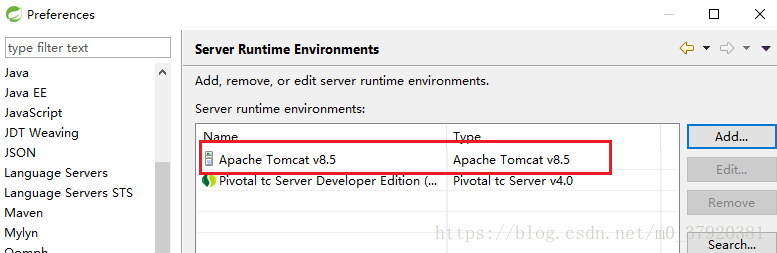 Preferences
type filter text
Server Runtime Environments
Java
Java EE
JavaScript
JDT Weaving
JSON
Language Servers
Language Servers STS
Maven
Mylyn
Oomph
Add, remove, or edit server runtime environments.
Server runtime environments:
Name Type
Apache Tomcat v8.5 Apache Tomcat v8.5
Pivotal tc Server Developer Edition (... Pivotal tc Server v4.0
Add...
Edit...
Remove
Search...
https://blog.csdn.net/m0_37920381